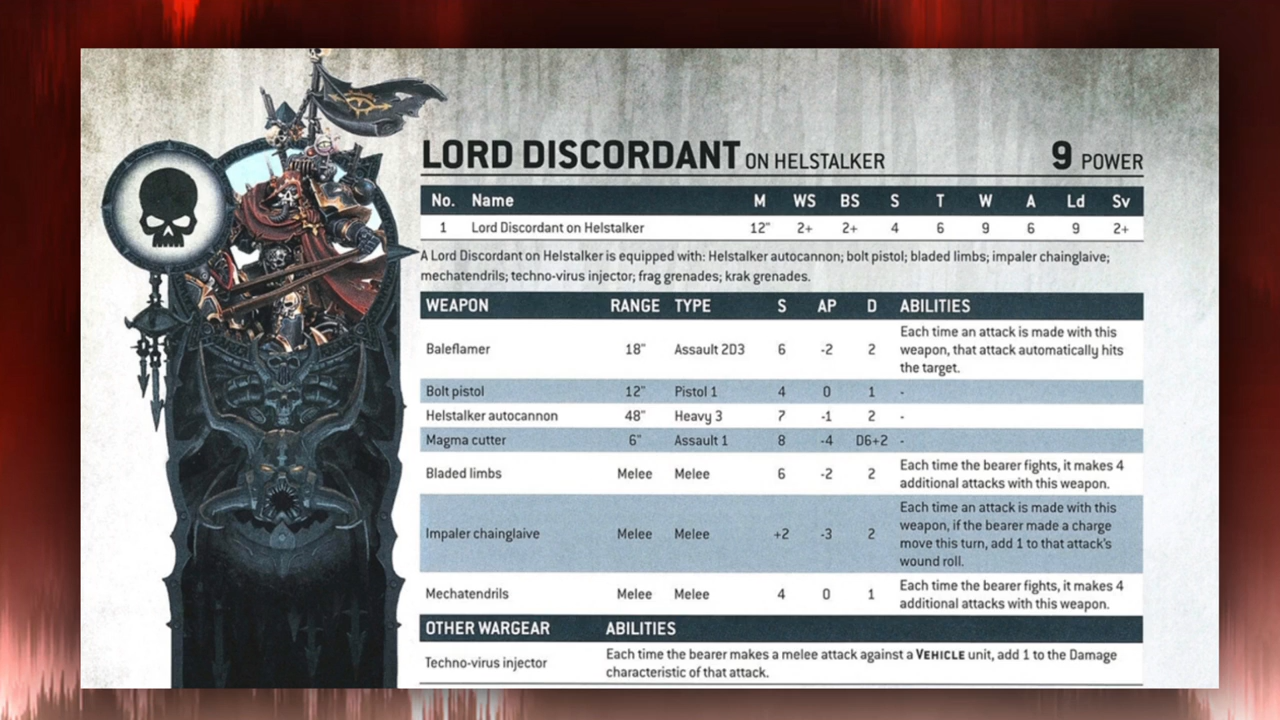 LORD DISCORDANT ON HELSTALKER 9 POWER
No. Name M WS BS S T W A Ld Sv
1 Lord Discordant on Helstalker 12" 2+ 2+ 4 6 9 6 9 2+
A Lord Discordant on Helstalker is equipped with: Helstalker autocannon; bolt pistol; bladed limbs; impaler chainglaive;
mechatendrils; techno-virus injector; frag grenades; krak grenades.
WEAPON RANGE TYPE S AP D ABILITIES
Baleflamer 18" Assault 2D3 6 -2 2 Each time an attack is made with this
weapon, that attack automatically hits
the target.
Bolt pistol 12" Pistol 1 4 0 1 -
Helstalker autocannon 48" Heavy 3 7 -1 2 -
Magma cutter 6" Assault 1 8 -4 D6+2 -
Bladed limbs Melee Melee 6 -2 2 Each time the bearer fights, it makes 4
additional attacks with this weapon.
Impaler chainglaive Melee Melee +2 -3 2 Each time an attack is made with this
weapon, if the bearer made a charge
move this turn, add 1 to that attack's
wound roll.
Mechatendrils Melee Melee 4 0 1 Each time the bearer fights, it makes 4
additional attacks with this weapon.
OTHER WARGEAR ABILITIES
Techno-virus injector Each time the bearer makes a melee attack against a VEHICLE unit, add 1 to the Damage
characteristic of that attack.